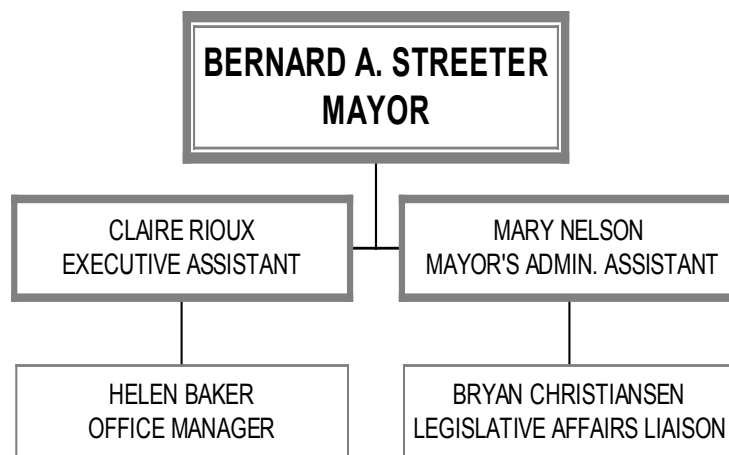 BERNARD A. STREETER
MAYOR
CLAIRE RIOUX
EXECUTIVE ASSISTANT
MARY NELSON
MAYOR'S ADMIN. ASSISTANT
HELEN BAKER
OFFICE MANAGER
BRYAN CHRISTIANSEN
LEGISLATIVE AFFAIRS LIAISON